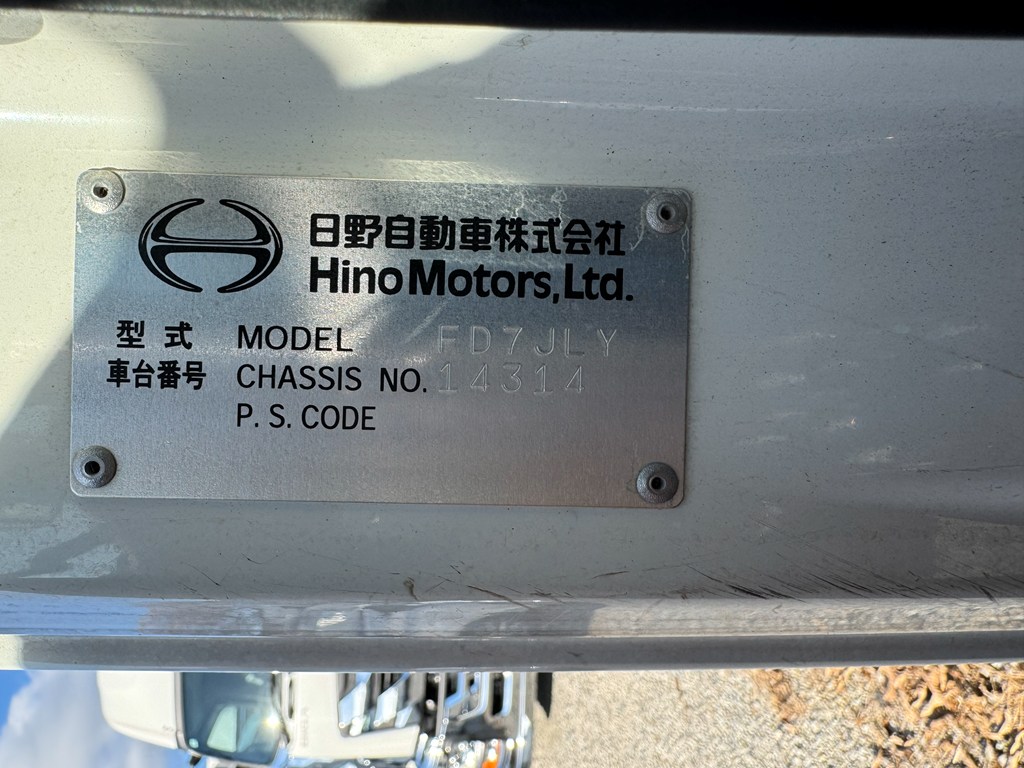 日野自動車株式会社
Hino Motors, Ltd.
型式 MODEL FD7JLY
車台番号 CHASSIS NO. 14314
P. S. CODE